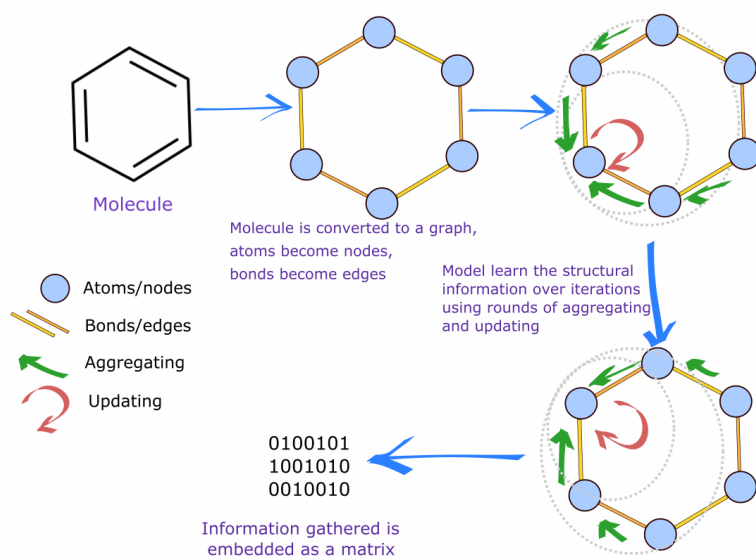 Molecule
Molecule is converted to a graph,
atoms become nodes,
bonds become edges
Model learn the structural
information over iterations
using rounds of aggregating
and updating
Atoms/nodes
Bonds/edges
Aggregating
Updating
0100101
1001010
0010010
Information gathered is
embedded as a matrix